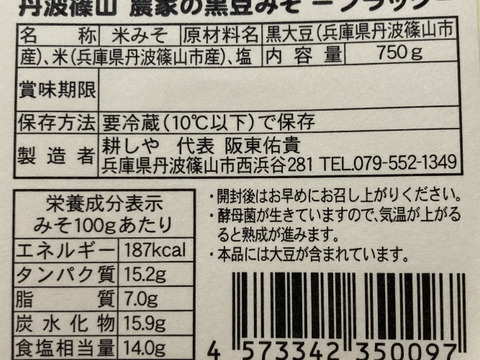 丹波篠山 農家の黒豆みそ －ブラック－
名称 米みそ 原材料名 黒大豆(兵庫県丹波篠山市
産)、米(兵庫県丹波篠山市産)、塩 内容量 750g
賞味期限
保存方法 要冷蔵(10℃以下)で保存
製造者 耕しや 代表 阪東佑貴
兵庫県丹波篠山市西浜谷281 TEL.079-552-1349
栄養成分表示
みそ100gあたり
エネルギー 187kcal
タンパク質 15.2g
脂質 7.0g
炭水化物 15.9g
食塩相当量 14.0g
・開封後はお早めにお召し上がりください。
・酵母菌が生きていますので、気温が上がる
と熟成が進みます。
・本品には大豆が含まれています。
4 573342 350097